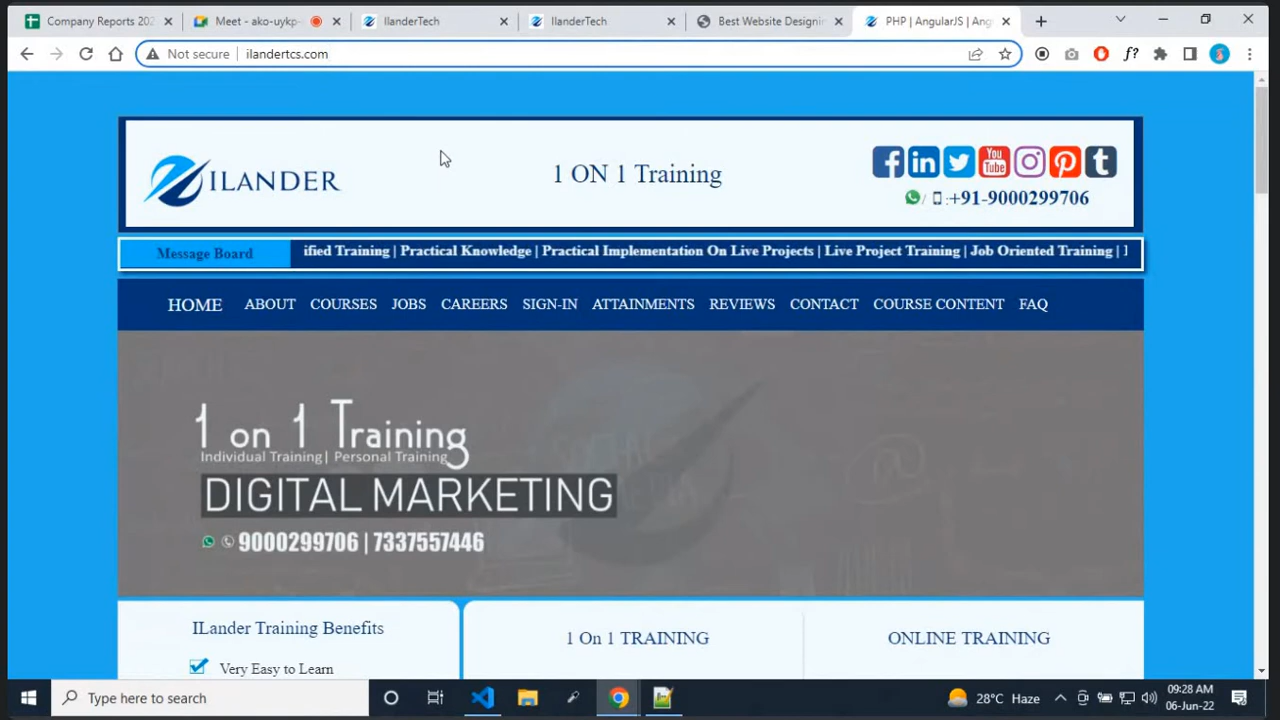 Company Reports 202
Meet - ako-uykp-
IlanderTech
IlanderTech
Best Website Designin
PHP | AngularJS | Ang
Not secure
ilandertcs.com
f?
ILANDER
1 ON 1 Training
in
You
Tube
t
/ :+91-9000299706
Message Board
ified Training | Practical Knowledge | Practical Implementation On Live Projects | Live Project Training | Job Oriented Training |
HOME ABOUT COURSES JOBS CAREERS SIGN-IN ATTAINMENTS REVIEWS CONTACT COURSE CONTENT FAQ
1 on 1 Training
Individual Training| Personal Training
DIGITAL MARKETING
9000299706 | 7337557446
ILander Training Benefits
Very Easy to Learn
1 On 1 TRAINING
ONLINE TRAINING
Type here to search
28°C Haze
09:28 AM
06-Jun-22